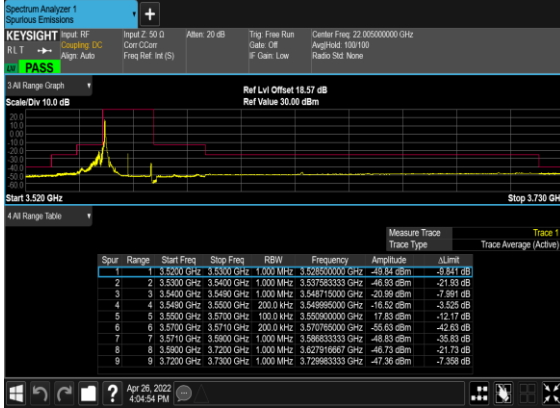 Spectrum Analyzer 1
Spurious Emissions
+
KEYSIGHT Input: RF Input Z: 50 Ω Atten: 20 dB Trig: Free Run Center Freq: 22.005000000 GHz
RLT Coupling: DC Corr CCorr Gate: Off Avg|Hold: 100/100
Align: Auto Freq Ref: Int (S) IF Gain: Low Radio Std: None
LXI PASS
3 All Range Graph
Ref Lvl Offset 18.57 dB
Scale/Div 10.0 dB Ref Value 30.00 dBm
20.0
10.0
0.00
-10.0
-20.0
-30.0
-40.0
-50.0
-60.0
Start 3.520 GHz Stop 3.730 GH
4 All Range Table
Measure Trace Trace 1
Trace Type Trace Average (Active)
Spur Range Start Freq Stop Freq RBW Frequency Amplitude ΔLimit
1 1 3.5200 GHz 3.5300 GHz 1.000 MHz 3.528500000 GHz -49.84 dBm -9.841 dB
2 2 3.5300 GHz 3.5400 GHz 1.000 MHz 3.537583333 GHz -46.93 dBm -21.93 dB
3 3 3.5400 GHz 3.5490 GHz 1.000 MHz 3.548715000 GHz -20.99 dBm -7.991 dB
4 4 3.5490 GHz 3.5500 GHz 200.0 kHz 3.549995000 GHz -16.52 dBm -3.525 dB
5 5 3.5500 GHz 3.5700 GHz 100.0 kHz 3.550900000 GHz 17.83 dBm -12.17 dB
6 6 3.5700 GHz 3.5710 GHz 200.0 kHz 3.570765000 GHz -55.63 dBm -42.63 dB
7 7 3.5710 GHz 3.5900 GHz 1.000 MHz 3.586833333 GHz -48.83 dBm -35.83 dB
8 8 3.5900 GHz 3.7200 GHz 1.000 MHz 3.627916667 GHz -46.73 dBm -21.73 dB
9 9 3.7200 GHz 3.7300 GHz 1.000 MHz 3.729983333 GHz -47.36 dBm -7.358 dB
? Apr 26, 2022
4:04:54 PM